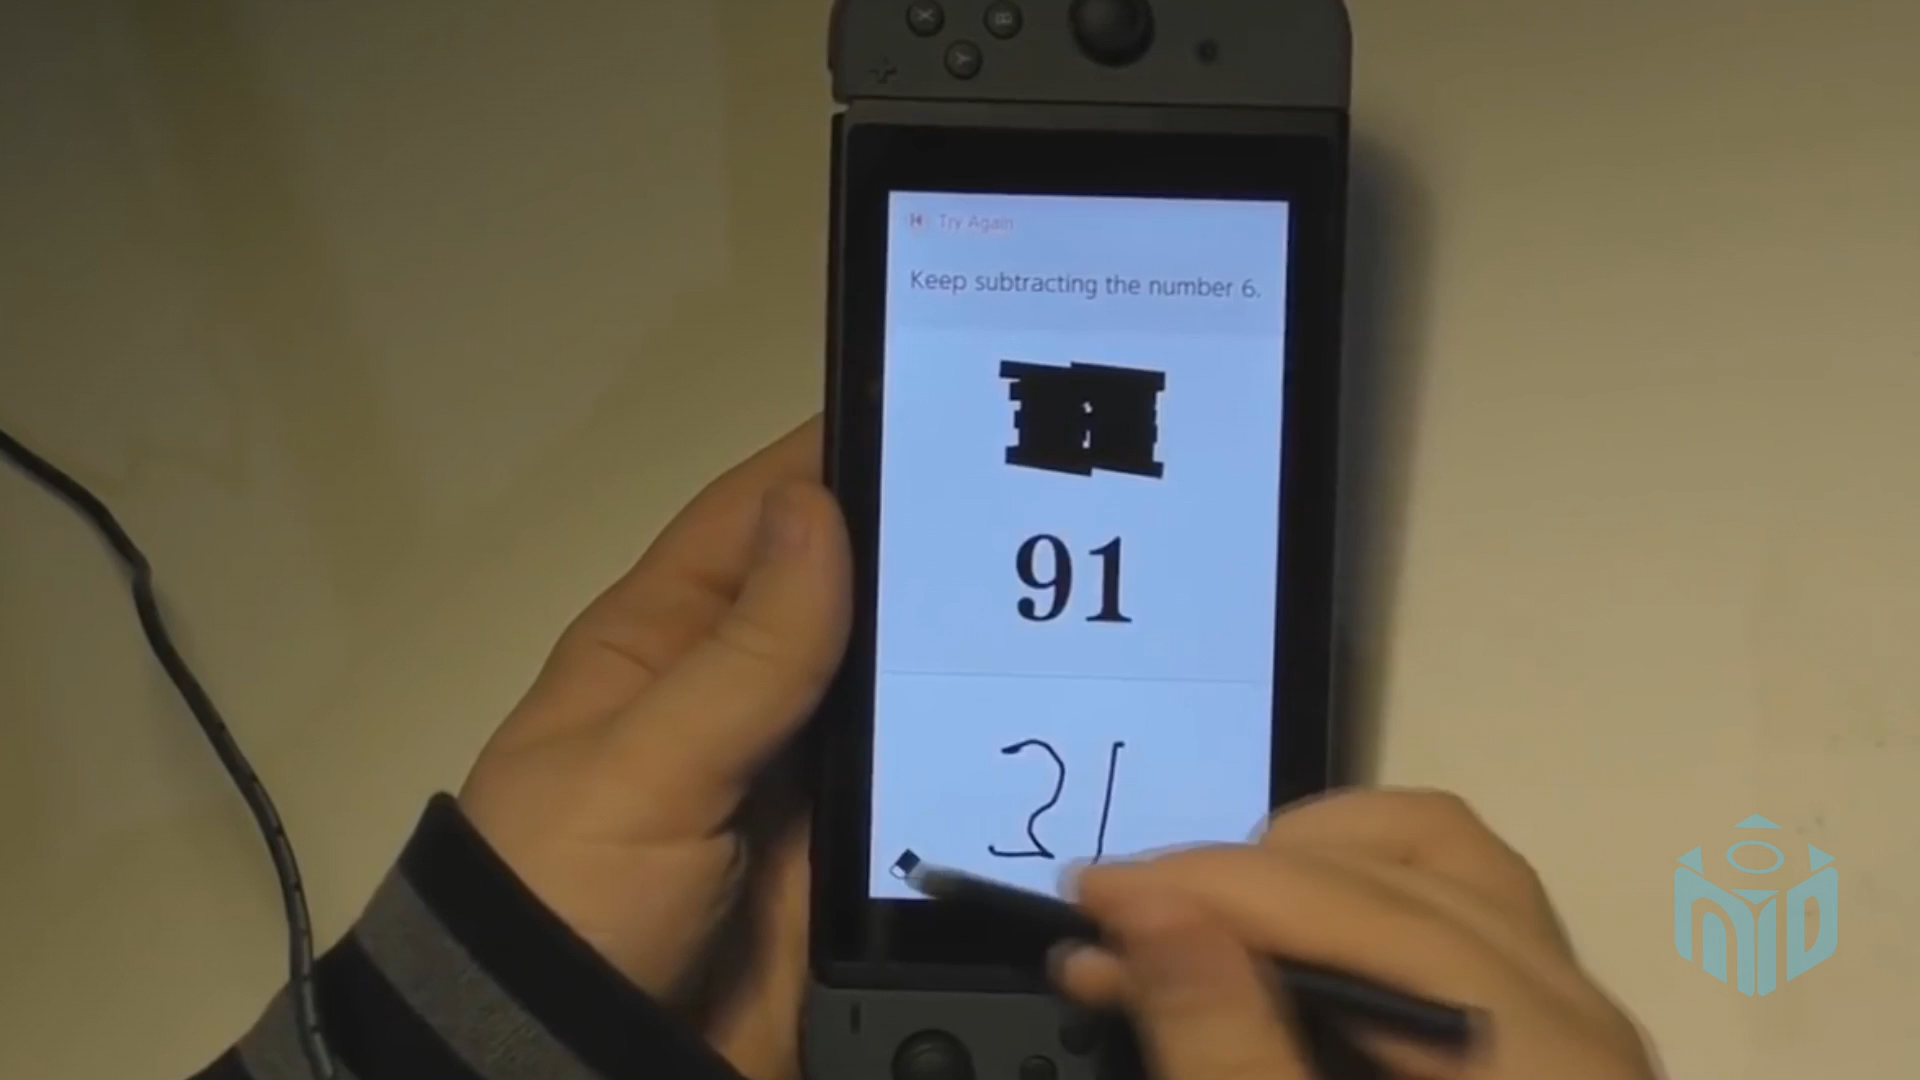 X
B
Y
Try Again
Keep subtracting the number 6.
91
31